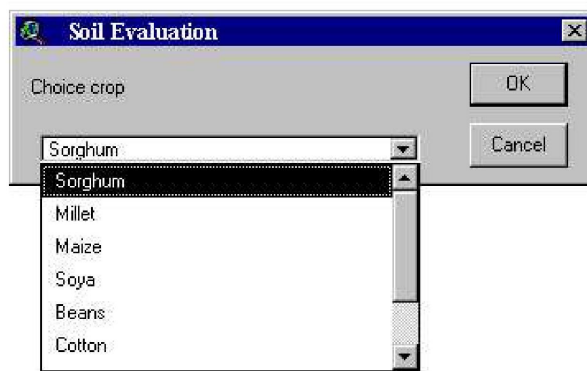 Soil Evaluation
Choice crop
OK
Sorghum
Cancel
Sorghum
Millet
Maize
Soya
Beans
Cotton